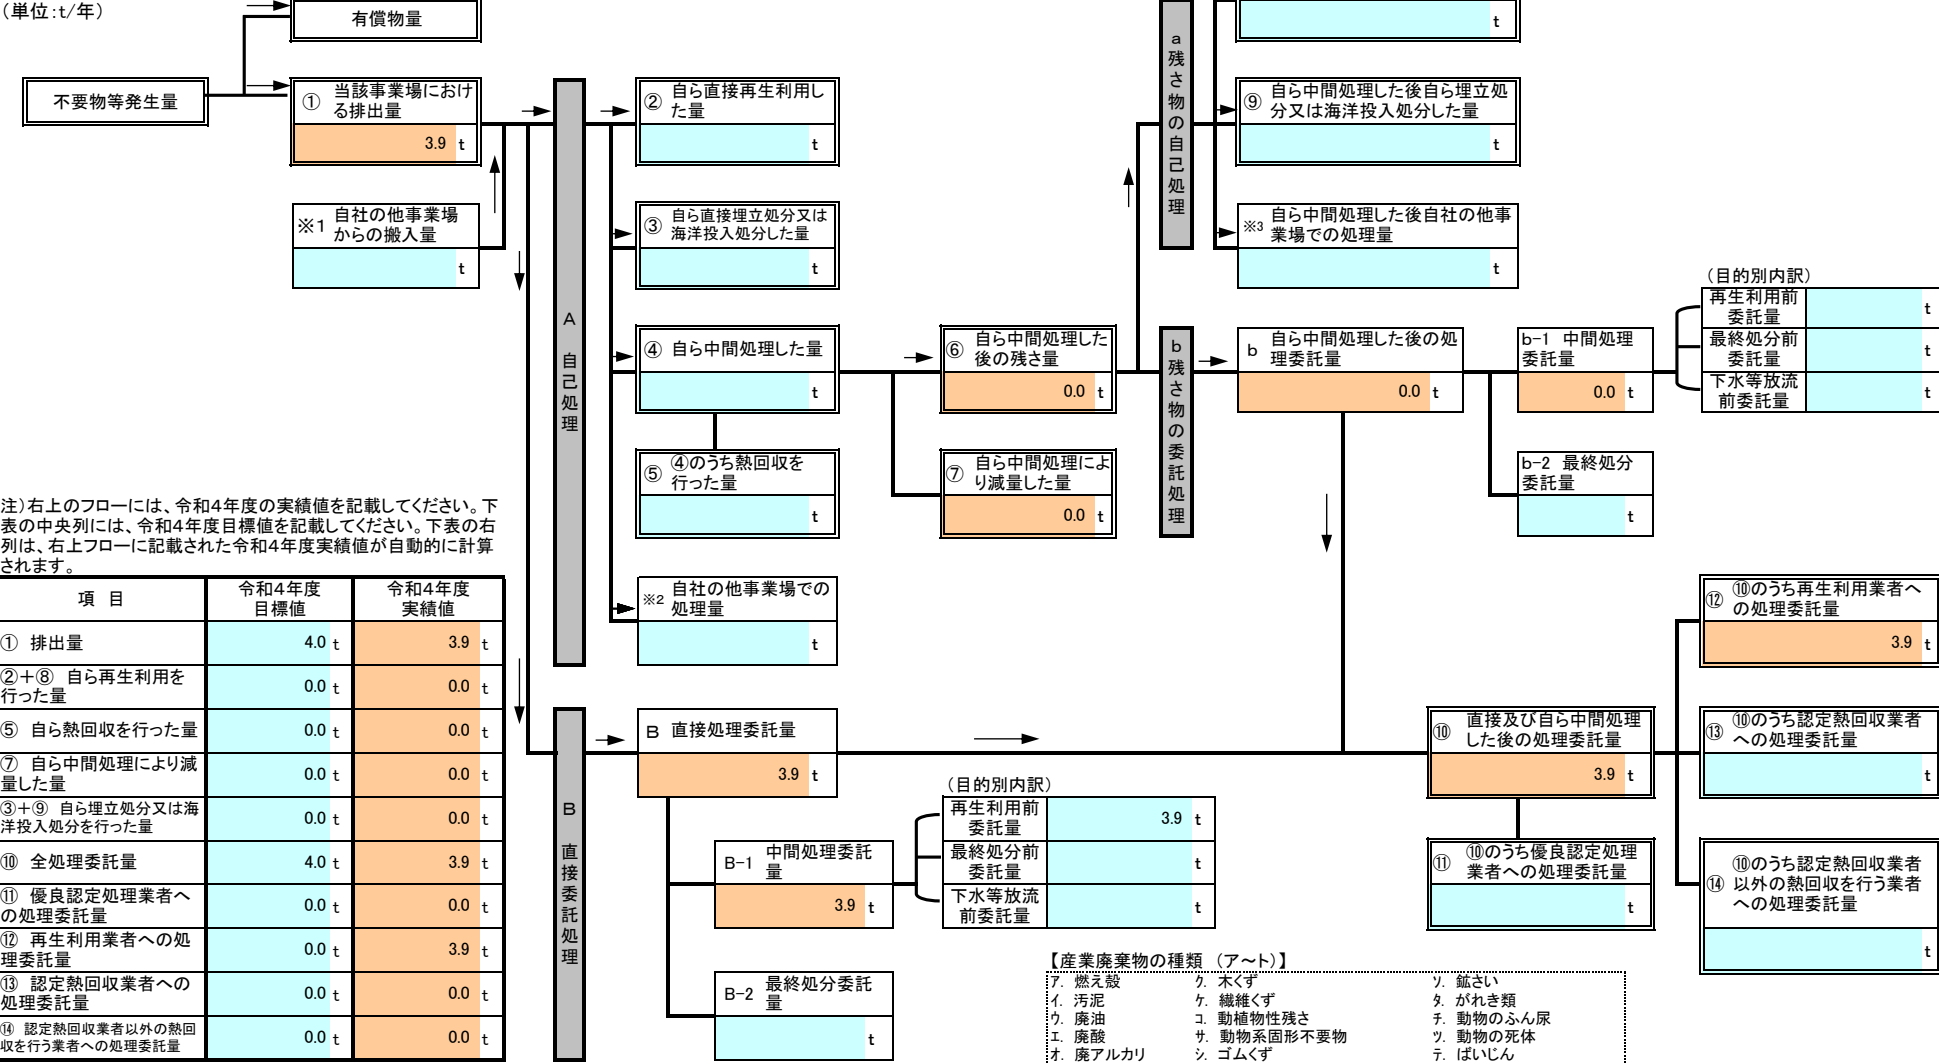 （単位:t/年）
有償物量
不要物等発生量
① 当該事業場におけ
る排出量
3.9 t
※1 自社の他事業場
からの搬入量
t
A 自己処理
② 自ら直接再生利用し
た量
t
③ 自ら直接埋立処分又は
海洋投入処分した量
t
④ 自ら中間処理した量
t
⑤ ④のうち熱回収を
行った量
t
※2 自社の他事業場での
処理量
t
⑥ 自ら中間処理した
後の残さ量
0.0 t
⑦ 自ら中間処理によ
り減量した量
0.0 t
a 残さ物の自己処理
t
⑨ 自ら中間処理した後自ら埋立処
分又は海洋投入処分した量
t
※3 自ら中間処理した後自社の他事
業場での処理量
t
b 残さ物の委託処理
b 自ら中間処理した後の処
理委託量
0.0 t
b-1 中間処理
委託量
0.0 t
b-2 最終処分
委託量
t
（目的別内訳）
再生利用前
委託量
t
最終処分前
委託量
t
下水等放流
前委託量
t
注）右上のフローには、令和4年度の実績値を記載してください。下
表の中央列には、令和4年度目標値を記載してください。下表の右
列は、右上フローに記載された令和4年度実績値が自動的に計算
されます。
項 目 令和4年度 目標値 令和4年度 実績値
① 排出量 4.0 t 3.9 t
②＋⑧ 自ら再生利用を
行った量 0.0 t 0.0 t
⑤ 自ら熱回収を行った量 0.0 t 0.0 t
⑦ 自ら中間処理により減
量した量 0.0 t 0.0 t
③＋⑨ 自ら埋立処分又は海
洋投入処分を行った量 0.0 t 0.0 t
⑩ 全処理委託量 4.0 t 3.9 t
⑪ 優良認定処理業者へ
の処理委託量 0.0 t 0.0 t
⑫ 再生利用業者への処
理委託量 0.0 t 3.9 t
⑬ 認定熱回収業者への
処理委託量 0.0 t 0.0 t
⑭ 認定熱回収業者以外の熱回
収を行う業者への処理委託量 0.0 t 0.0 t
B 直接委託処理
B 直接処理委託量
3.9 t
B-1 中間処理委託
量
3.9 t
B-2 最終処分委託
量
t
（目的別内訳）
再生利用前
委託量
3.9 t
最終処分前
委託量
t
下水等放流
前委託量
t
⑩ 直接及び自ら中間処理
した後の処理委託量
3.9 t
⑪ ⑩のうち優良認定処理
業者への処理委託量
t
⑫ ⑩のうち再生利用業者へ
の処理委託量
3.9 t
⑬ ⑩のうち認定熱回収業者
への処理委託量
t
⑭ ⑩のうち認定熱回収業者
以外の熱回収を行う業者
への処理委託量
t
【産業廃棄物の種類 （ア～ト）】
ア. 燃え殻 ク. 木くず ソ. 鉱さい
イ. 汚泥 ケ. 繊維くず タ. がれき類
ウ. 廃油 コ. 動植物性残さ チ. 動物のふん尿
エ. 廃酸 サ. 動物系固形不要物 ツ. 動物の死体
オ. 廃アルカリ シ. ゴムくず テ. ばいじん